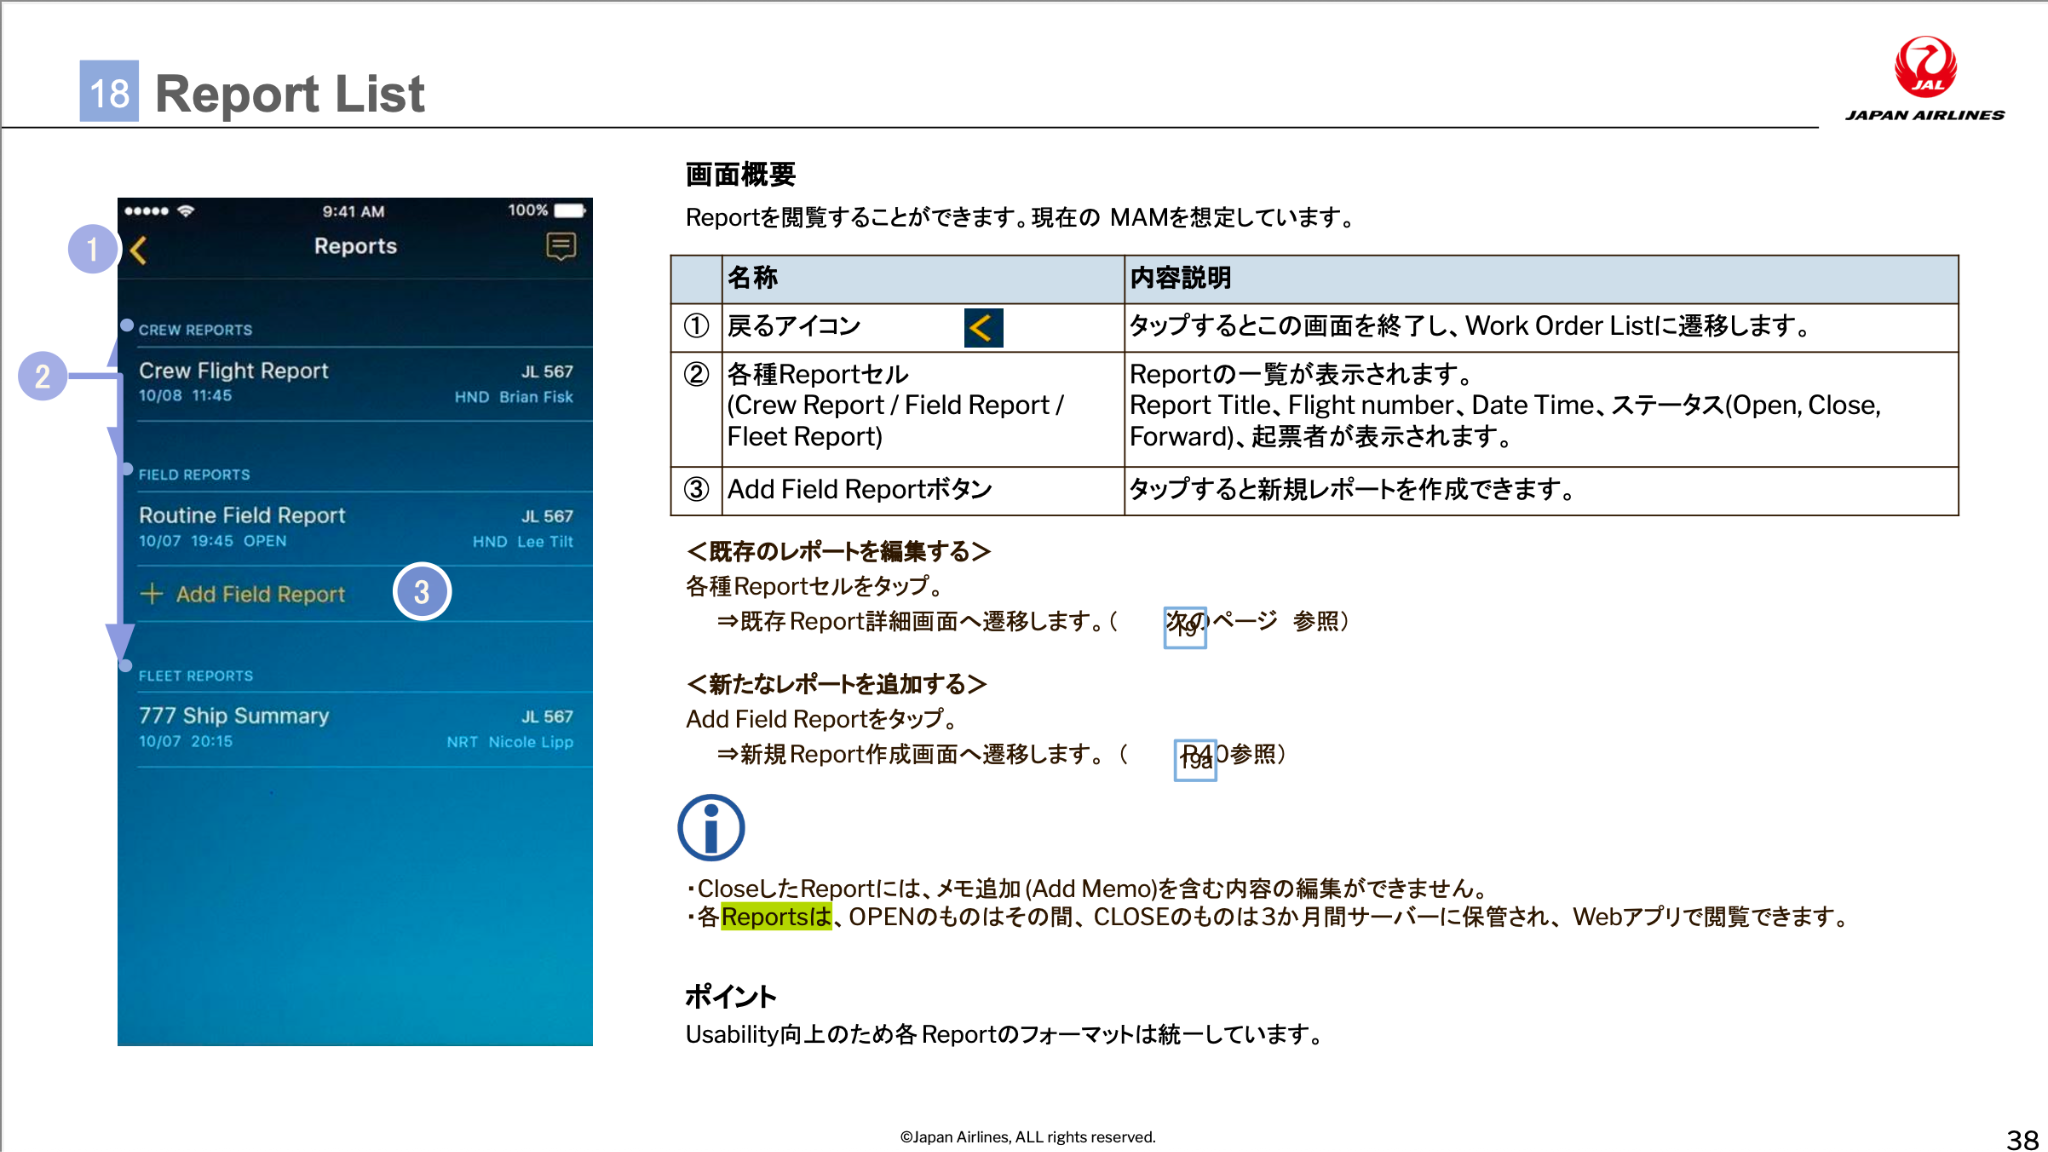 18 Report List
JAL
JAPAN AIRLINES
9:41 AM
100%
Reports
1
CREW REPORTS
Crew Flight Report JL 567
10/08 11:45 HND Brian Fisk
2
FIELD REPORTS
Routine Field Report JL 567
10/07 19:45 OPEN HND Lee Tilt
+ Add Field Report
3
FLEET REPORTS
777 Ship Summary JL 567
10/07 20:15 NRT Nicole Lipp
画面概要
Reportを閲覧することができます。現在の MAMを想定しています。
名称 内容説明
① 戻るアイコン タップするとこの画面を終了し、Work Order Listに遷移します。
② 各種Reportセル
(Crew Report / Field Report /
Fleet Report)
Reportの一覧が表示されます。
Report Title、Flight number、Date Time、ステータス(Open, Close,
Forward)、起票者が表示されます。
③ Add Field Reportボタン タップすると新規レポートを作成できます。
＜既存のレポートを編集する＞
各種Reportセルをタップ。
⇒既存Report詳細画面へ遷移します。（ 19 次のページ 参照）
＜新たなレポートを追加する＞
Add Field Reportをタップ。
⇒新規Report作成画面へ遷移します。（ 19a P40参照）
・CloseしたReportには、メモ追加(Add Memo)を含む内容の編集ができません。
・各Reportsは、OPENのものはその間、CLOSEのものは3か月間サーバーに保管され、Webアプリで閲覧できます。
ポイント
Usability向上のため各Reportのフォーマットは統一しています。
©Japan Airlines, ALL rights reserved.
38